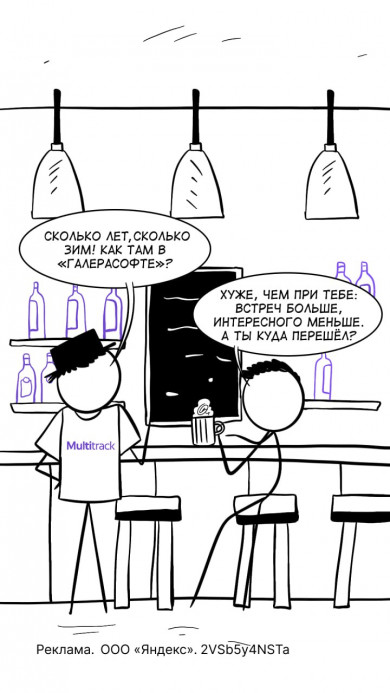 СКОЛЬКО ЛЕТ, СКОЛЬКО
ЗИМ! КАК ТАМ В
«ГАЛЕРАСОФТЕ»?
ХУЖЕ, ЧЕМ ПРИ ТЕБЕ:
ВСТРЕЧ БОЛЬШЕ,
ИНТЕРЕСНОГО МЕНЬШЕ.
А ТЫ КУДА ПЕРЕШЁЛ?
Multitrack
Реклама. ООО «Яндекс». 2VSb5y4NSTa